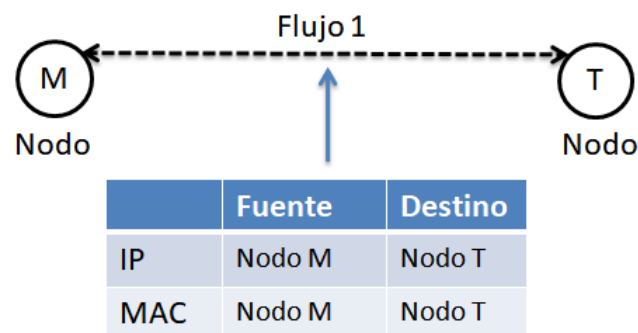 Flujo 1
M T
Nodo Nodo
Fuente Destino
IP Nodo M Nodo T
MAC Nodo M Nodo T